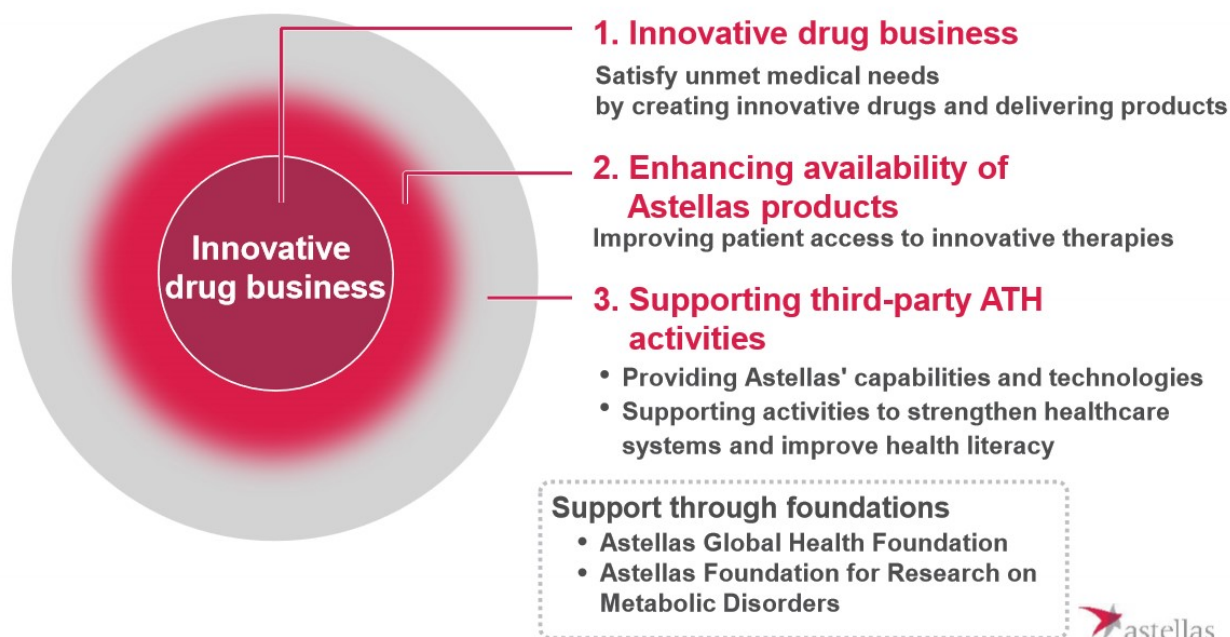 1. Innovative drug business
Satisfy unmet medical needs
by creating innovative drugs and delivering products
2. Enhancing availability of
Astellas products
Improving patient access to innovative therapies
Innovative
drug business
3. Supporting third-party ATH
activities
• Providing Astellas' capabilities and technologies
• Supporting activities to strengthen healthcare
systems and improve health literacy
Support through foundations
• Astellas Global Health Foundation
• Astellas Foundation for Research on
Metabolic Disorders
astellas